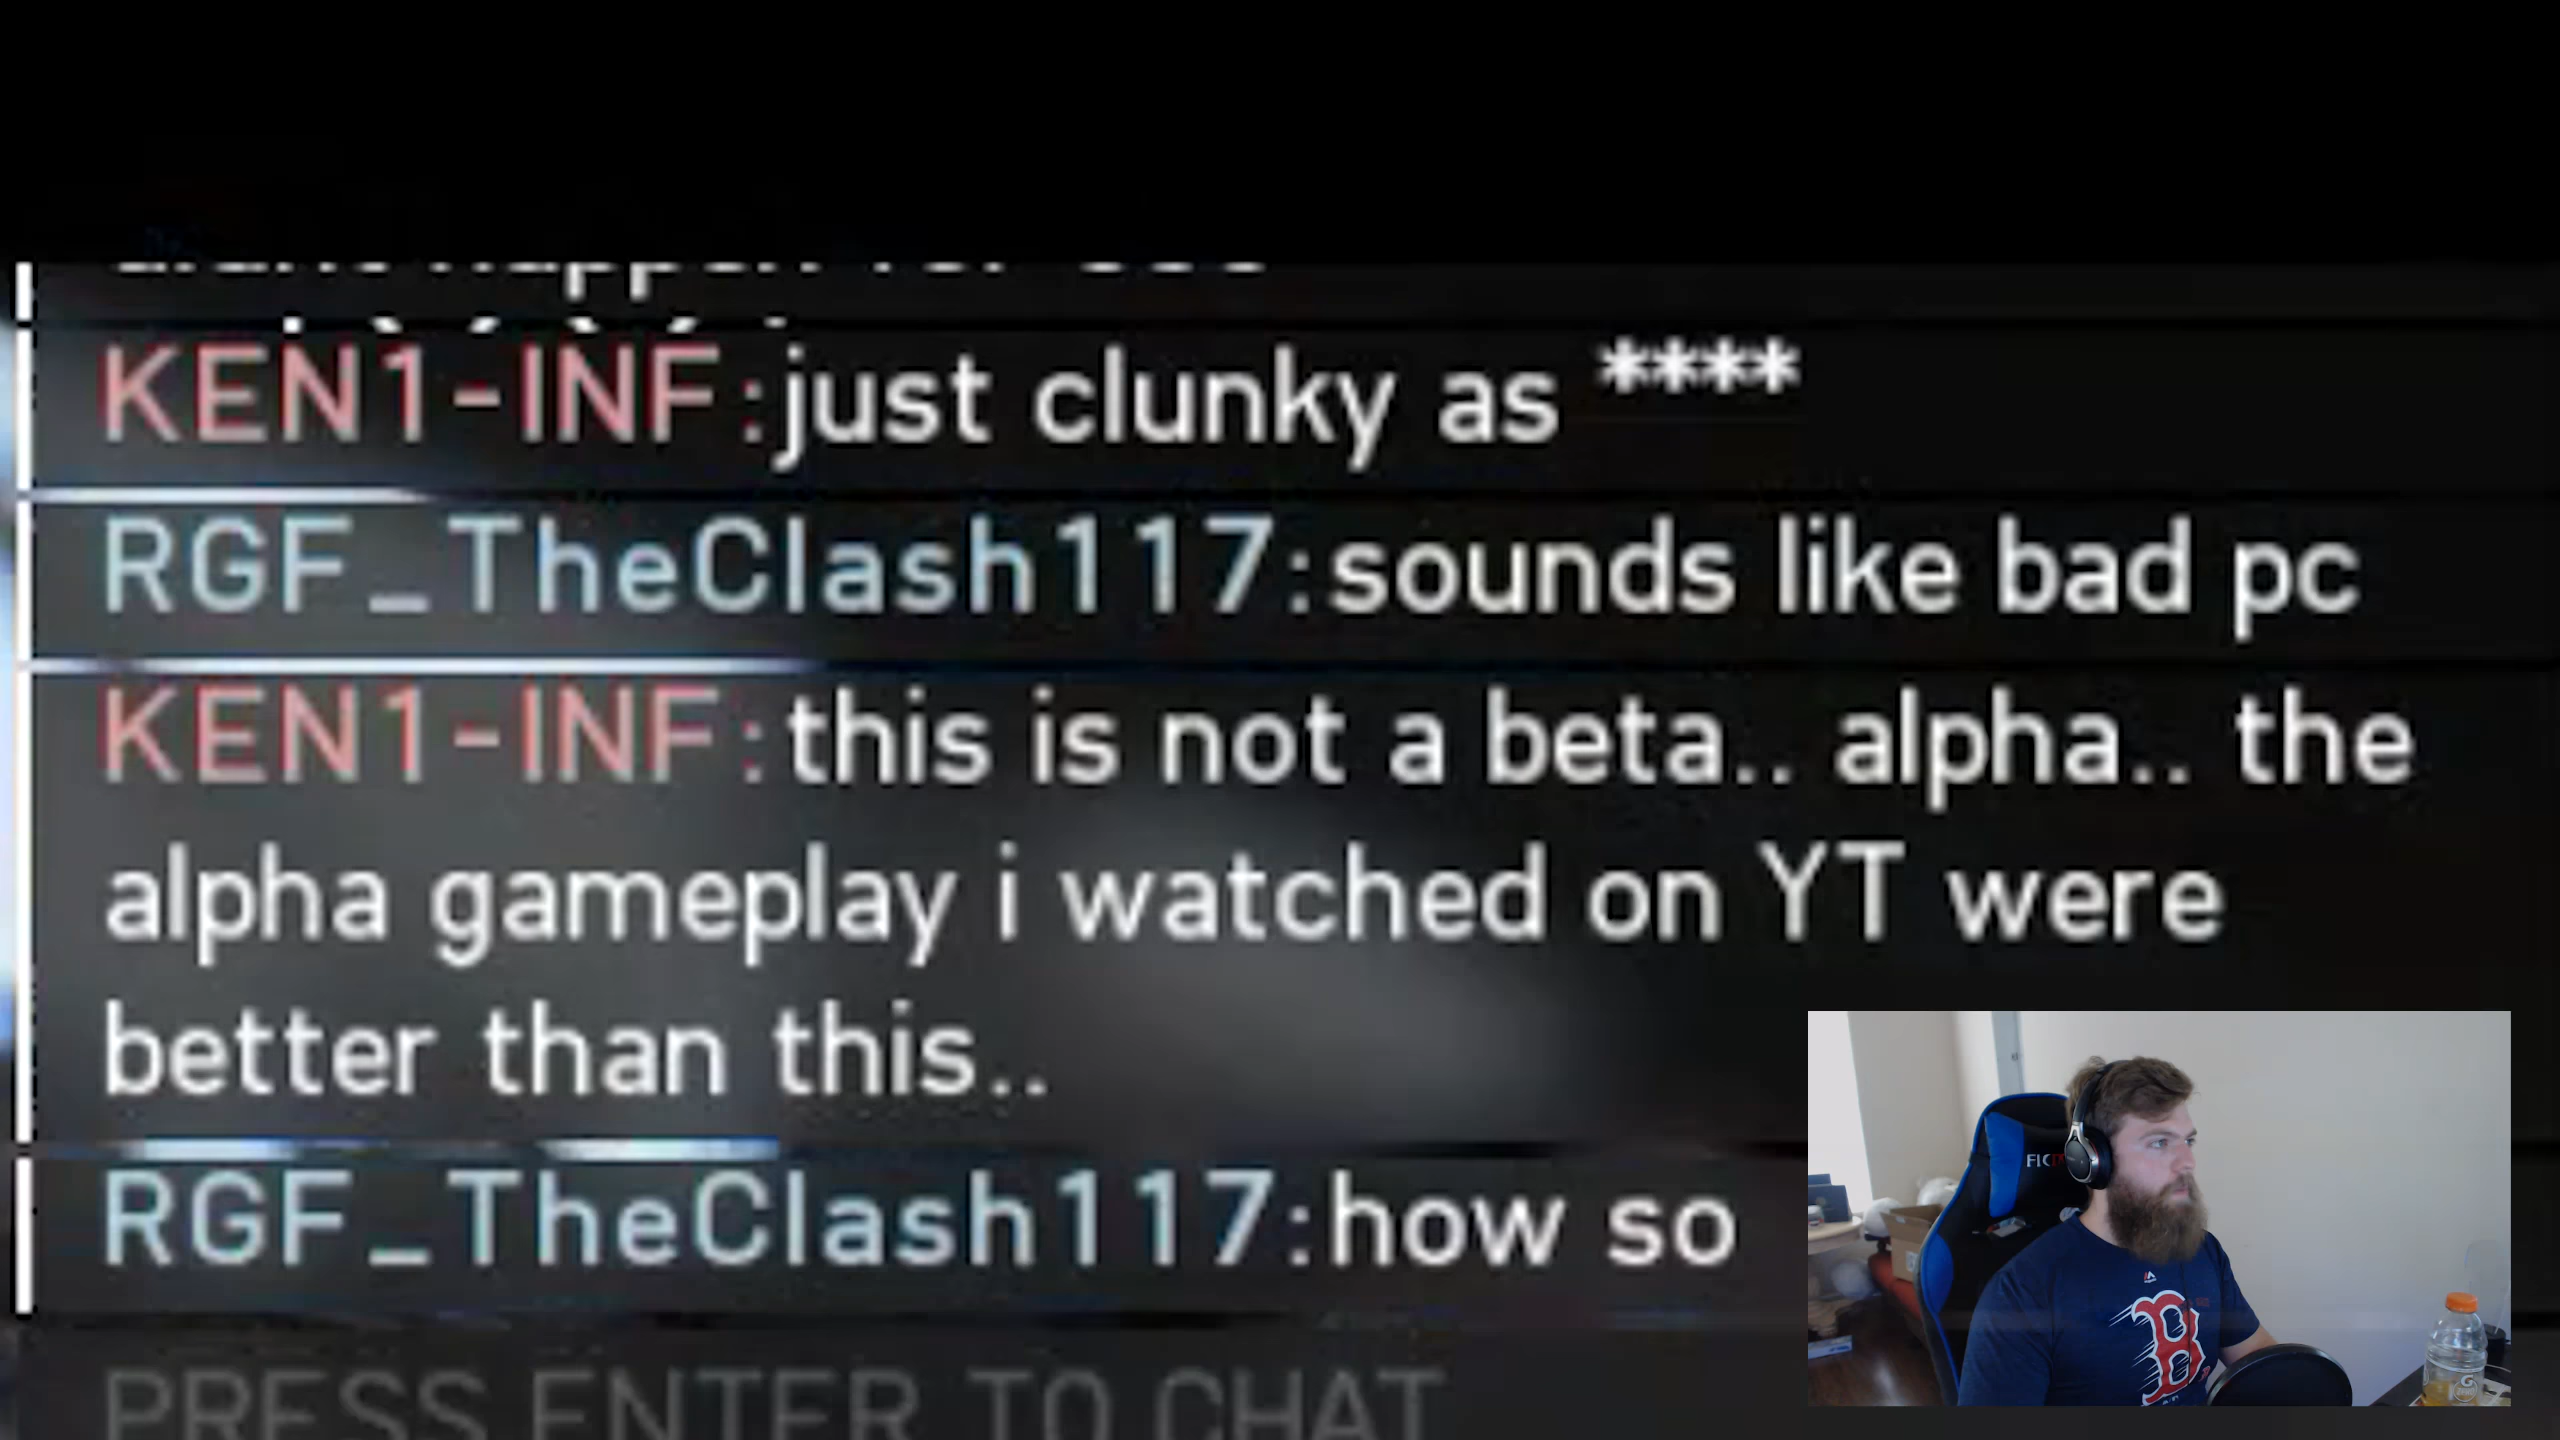 KEN1-INF:just clunky as ****
RGF_TheClash117:sounds like bad pc
KEN1-INF:this is not a beta.. alpha.. the
alpha gameplay i watched on YT were
better than this..
RGF_TheClash117:how so
PRESS ENTER TO CHAT
B
G